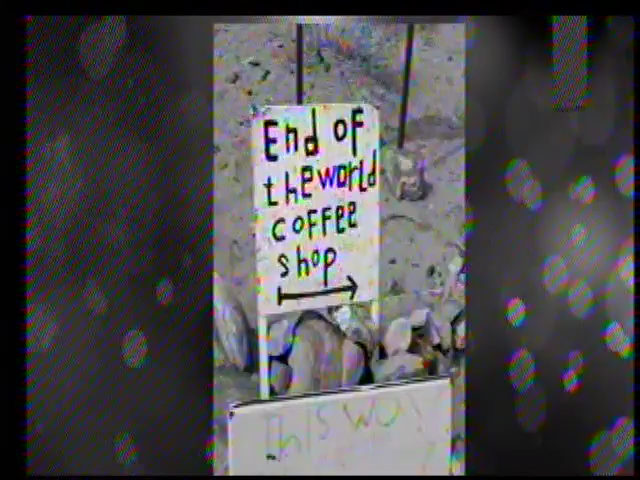 End of
the world
coffee
shop
This way